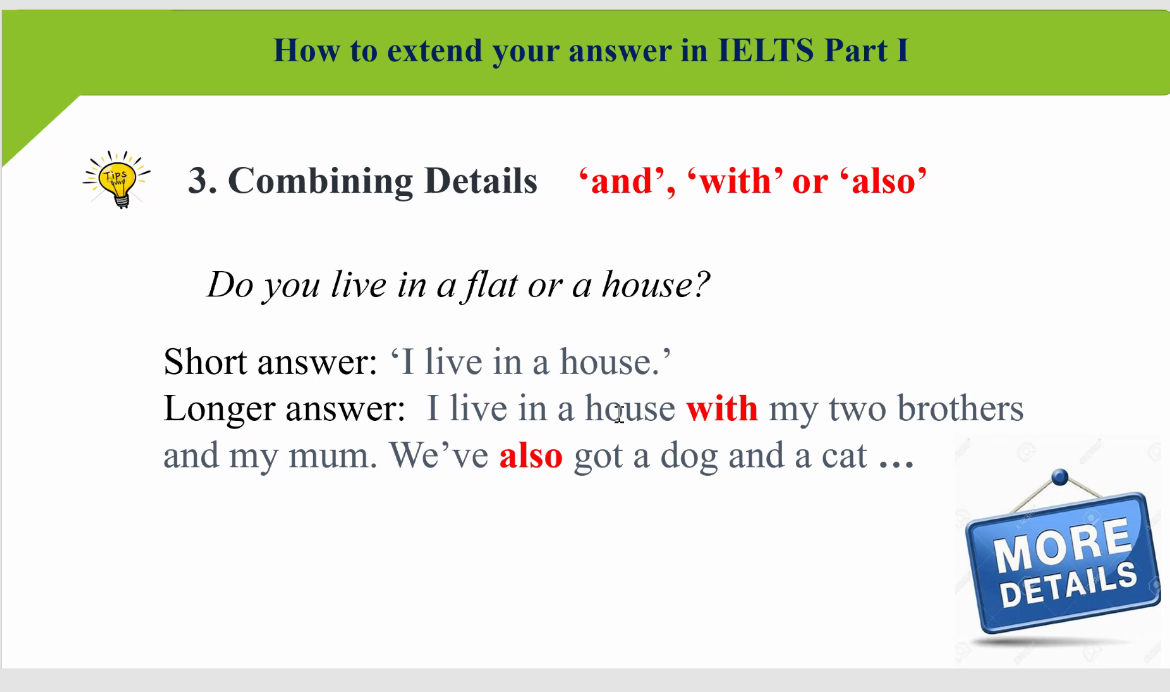 How to extend your answer in IELTS Part I
Tips
3. Combining Details ‘and’, ‘with’ or ‘also’
Do you live in a flat or a house?
Short answer: ‘I live in a house.’
Longer answer: I live in a house with my two brothers
and my mum. We’ve also got a dog and a cat …
MORE
DETAILS